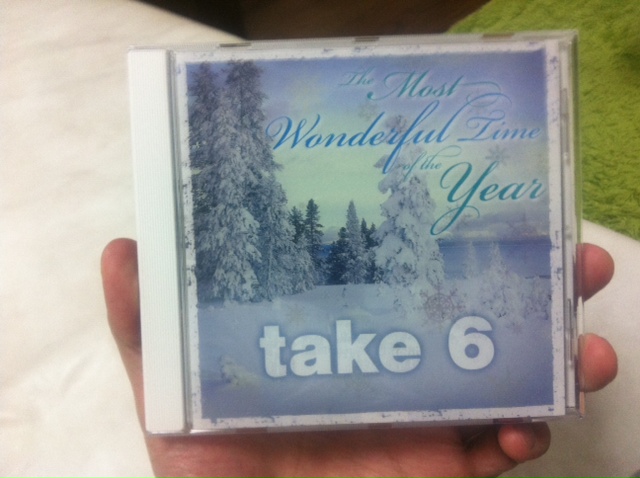 The Most
Wonderful Time
of the
Year
take 6